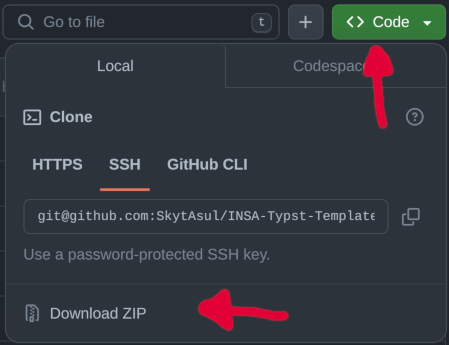 Go to file
t
Code
Local
Codespac
Clone
HTTPS
SSH
GitHub CLI
git@github.com:SkytAsul/INSA-Typst-Template
Use a password-protected SSH key.
Download ZIP